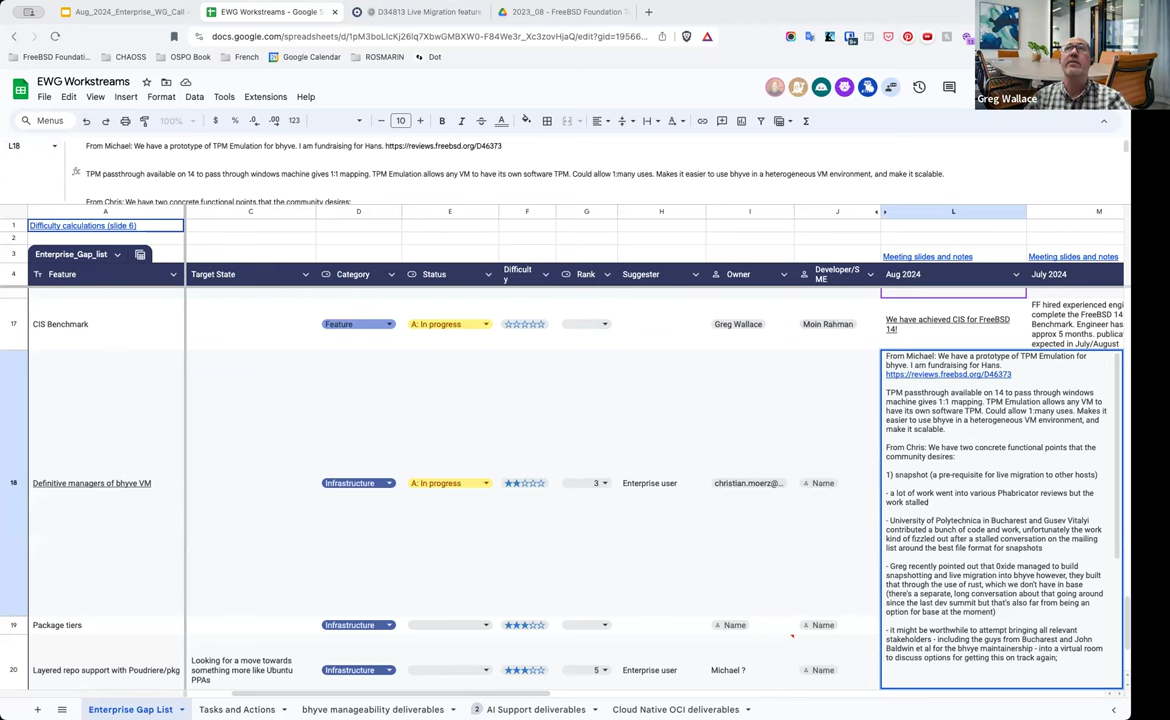 Aug_2024_Enterprise_WG_Call
EWG Workstreams - Google S
D34813 Live Migration feature
2023_08 - FreeBSD Foundation T
docs.google.com/spreadsheets/d/
FreeBSD Foundati...
CHAOSS
OSPO Book
French
Google Calendar
ROSMARIN
Dot
EWG Workstreams
File Edit View Insert Format Data Tools Extensions Help
Greg Wallace
Menus
100%
$ % .0 .00 123
10
B I S A
L18
From Michael: We have a prototype of TPM Emulation for bhyve. I am fundraising for Hans. https://reviews.freebsd.org/D46373
TPM passthrough available on 14 to pass through windows machine gives 1:1 mapping. TPM Emulation allows any VM to have its own software TPM. Could allow 1:many uses. Makes it easier to use bhyve in a heterogeneous VM environment, and make it scalable.
From Chris: We have two concrete functional points that the community desires:
A C D E F G H I J L M
1
Difficulty calculations (slide 6)
2
3
Enterprise_Gap_list
Meeting slides and notes
Meeting slides and notes
4
Tт Feature
Target State
Category
Status
Difficult
y
Rank
Suggester
Owner
Developer/S
ME
Aug 2024
July 2024
17
CIS Benchmark
Feature
A: In progress
Greg Wallace
Moin Rahman
We have achieved CIS for FreeBSD
14!
FF hired experienced engi
complete the FreeBSD 14
Benchmark. Engineer has
approx 5 months. publicat
expected in July/August
18
Definitive managers of bhyve VM
Infrastructure
A: In progress
3
Enterprise user
christian.moerz@...
Name
From Michael: We have a prototype of TPM Emulation for
bhyve. I am fundraising for Hans.
https://reviews.freebsd.org/D46373
TPM passthrough available on 14 to pass through windows
machine gives 1:1 mapping. TPM Emulation allows any VM to
have its own software TPM. Could allow 1:many uses. Makes it
easier to use bhyve in a heterogeneous VM environment, and
make it scalable.
From Chris: We have two concrete functional points that the
community desires:
1) snapshot (a pre-requisite for live migration to other hosts)
- a lot of work went into various Phabricator reviews but the
work stalled
- University of Polytechnica in Bucharest and Gusev Vitalyi
contributed a bunch of code and work, unfortunately the work
kind of fizzled out after a stalled conversation on the mailing
list around the best file format for snapshots
- Greg recently pointed out that 0xide managed to build
snapshotting and live migration into bhyve however, they built
that through the use of rust, which we don't have in base
(there's a separate, long conversation about that going around
since the last dev summit but that's also far from being an
option for base at the moment)
- it might be worthwhile to attempt bringing all relevant
stakeholders - including the guys from Bucharest and John
Baldwin et al for the bhyve maintainership - into a virtual room
to discuss options for getting this on track again;
19
Package tiers
Infrastructure
Name
Name
20
Layered repo support with Poudriere/pkg
Looking for a move towards
something more like Ubuntu
PPAs
Infrastructure
5
Enterprise user
Michael ?
Name
Enterprise Gap List
Tasks and Actions
bhyve manageability deliverables
2 AI Support deliverables
Cloud Native OCI deliverables